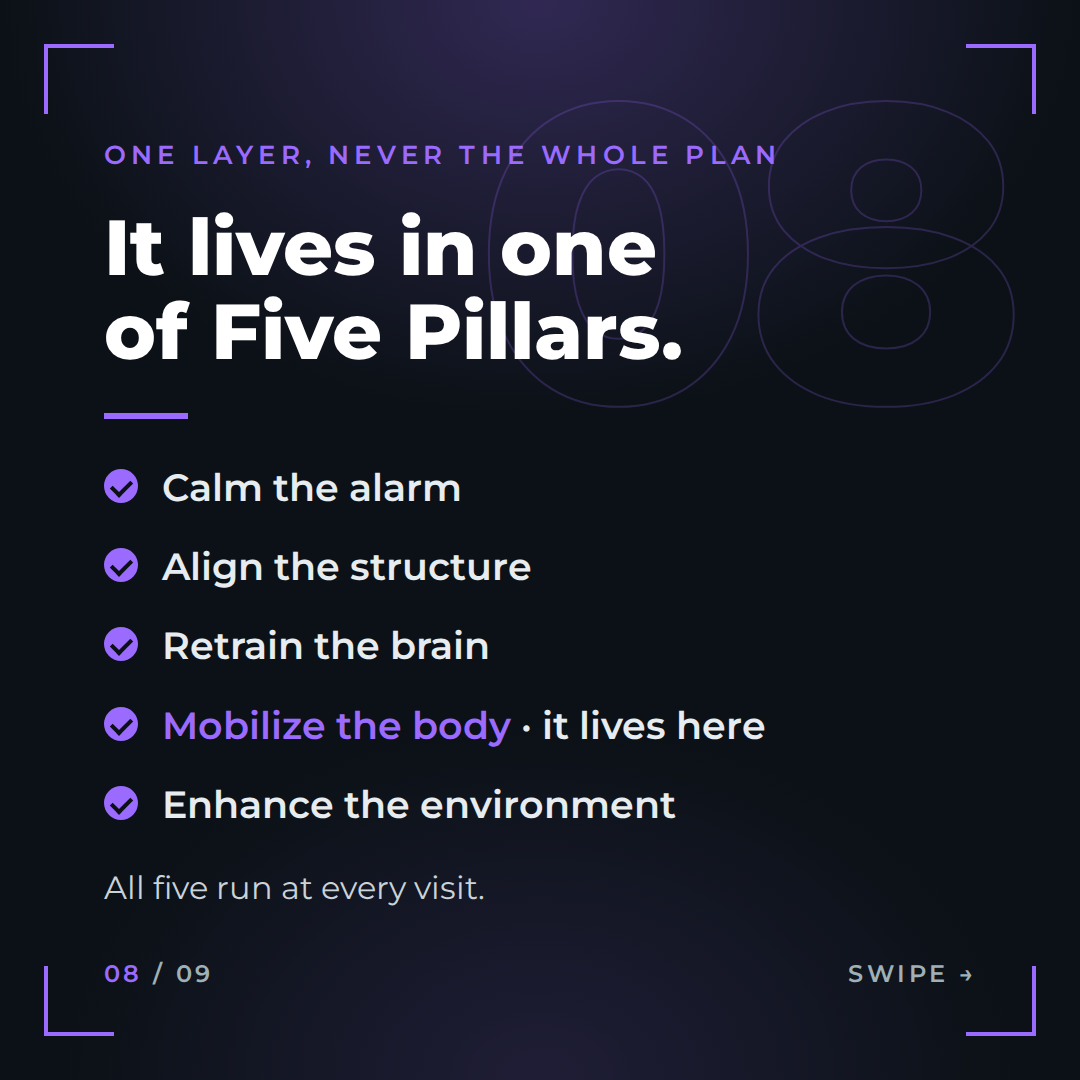 ONE LAYER, NEVER THE WHOLE PLAN
08
It lives in one
of Five Pillars.
Calm the alarm
Align the structure
Retrain the brain
Mobilize the body · it lives here
Enhance the environment
All five run at every visit.
08 / 09
SWIPE →